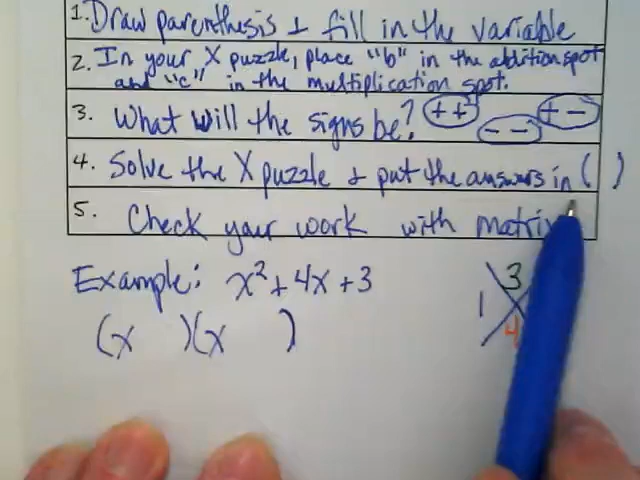 1. Draw parenthesis & fill in the variable
2. In your X puzzle, place "b" in the addition spot
and "c" in the multiplication spot.
3. What will the signs be? ++ -- +-
4. Solve the X puzzle & put the answers in ( )
5. Check your work with matrix
Example: x² + 4x + 3
(x )(x )
3
1
4